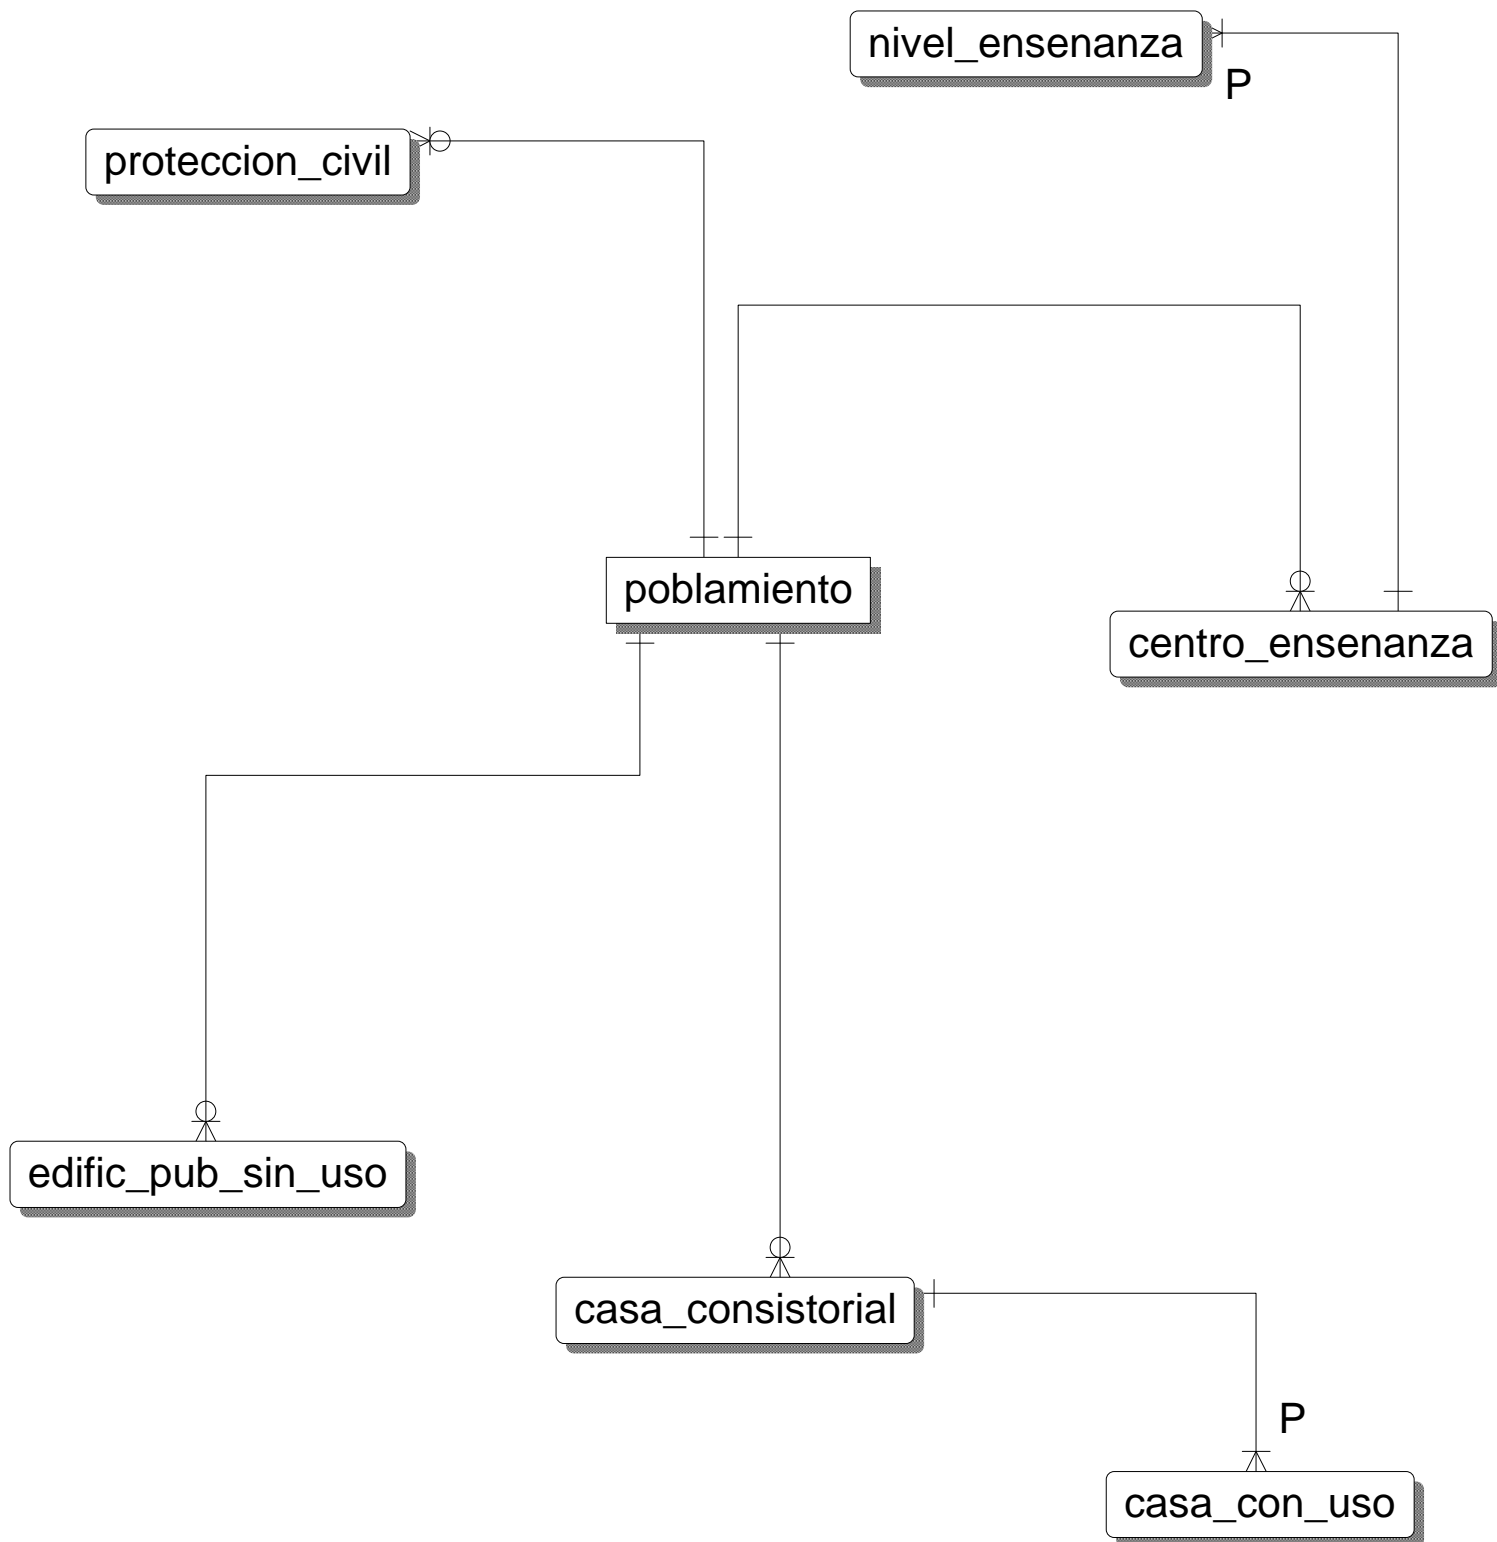 nivel_ensenanza
P
proteccion_civil
poblamiento
centro_ensenanza
edific_pub_sin_uso
casa_consistorial
P
casa_con_uso